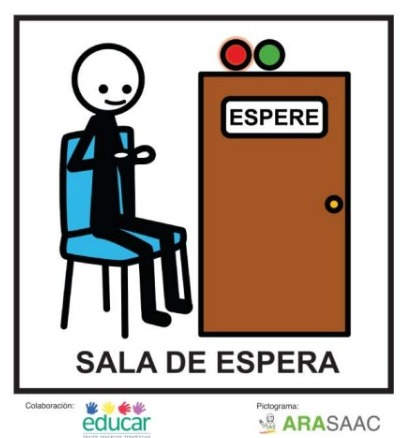 ESPERE
SALA DE ESPERA
Colaboración:
educar
Pictograma:
ARASAAC